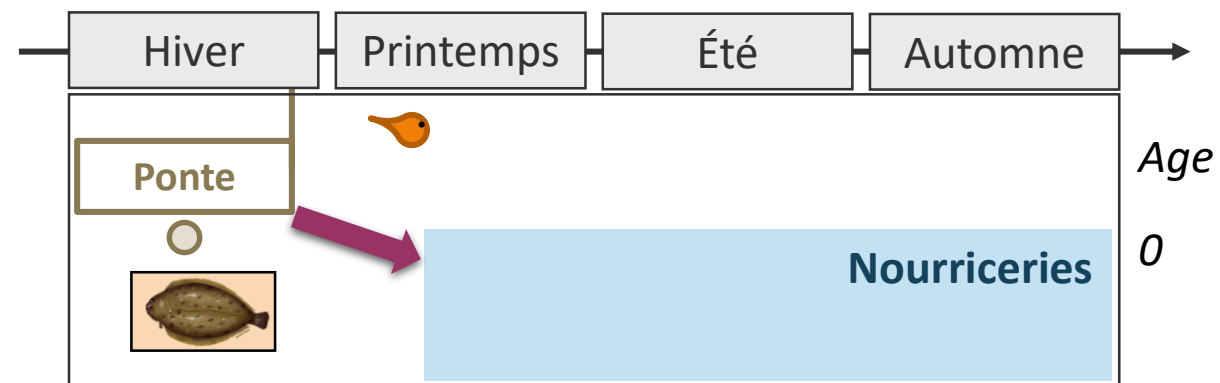 Hiver
Printemps
Été
Automne
Ponte
Age
0
Nourriceries